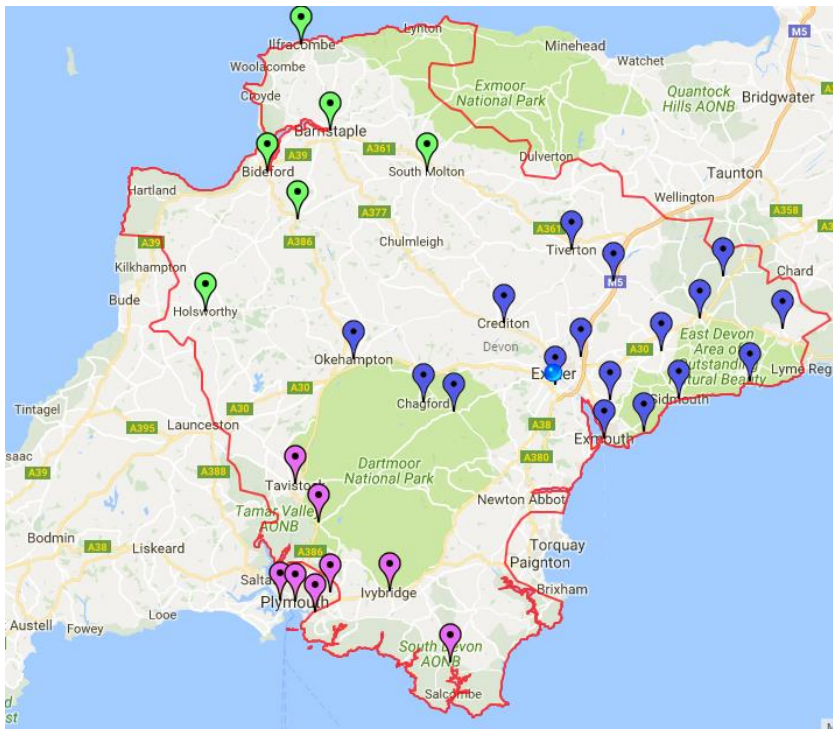 Lynton
Ilfracombe
Minehead
Watchet
M5
Woolacombe
Croyde
Exmoor
National Park
Quantock
Hills AONB
Bridgwater
Barnstaple
A39
A361
Bideford
South Molton
Dulverton
Taunton
Hartland
Wellington
A377
A358
A39
A386
Chulmleigh
A361
Tiverton
Kilkhampton
Chard
Bude
M5
Holsworthy
Crediton
Devon
A30
East Devon
Area of
Outstanding
Natural Beauty
Okehampton
Exeter
Lyme Reg
A30
Chagford
Sidmouth
Tintagel
A30
A38
Exmouth
A395
Launceston
A380
A39
A388
Dartmoor
National Park
Tavistock
Newton Abbot
Tamar Valley
AONB
Bodmin
A38
Liskeard
A386
Torquay
Paignton
Salta
Plymouth
Ivybridge
Brixham
Looe
Austell
Fowey
South Devon
AONB
Salcombe